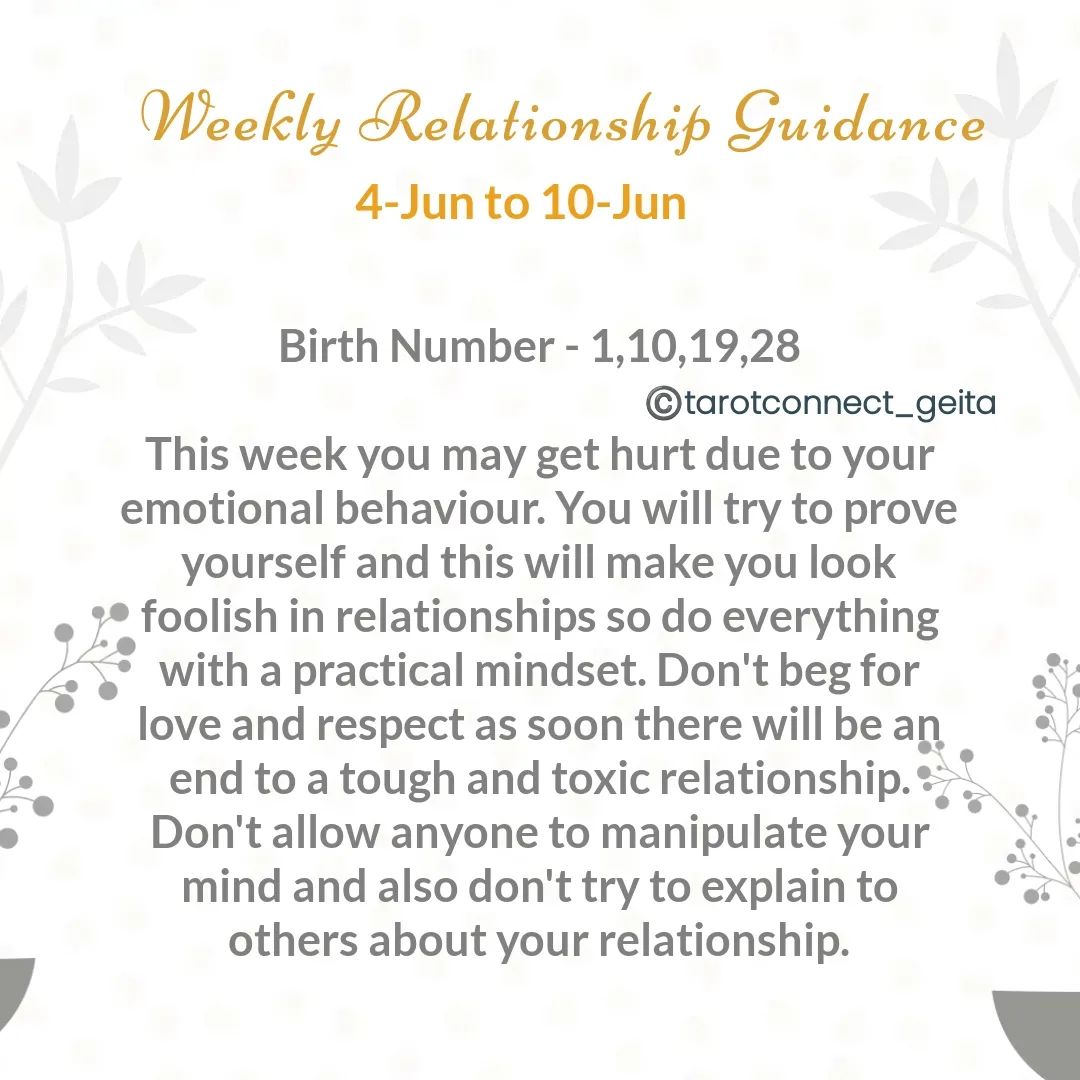 Weekly Relationship Guidance
4-Jun to 10-Jun
Birth Number - 1,10,19,28
©tarotconnect_geita
This week you may get hurt due to your
emotional behaviour. You will try to prove
yourself and this will make you look
foolish in relationships so do everything
with a practical mindset. Don't beg for
love and respect as soon there will be an
end to a tough and toxic relationship.
Don't allow anyone to manipulate your
mind and also don't try to explain to
others about your relationship.